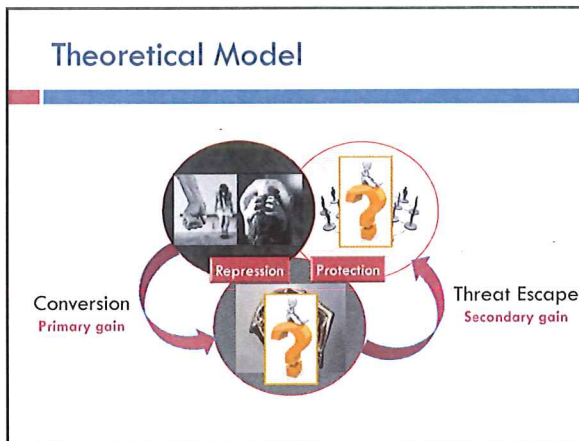 Theoretical Model
Repression
Protection
Conversion
Primary gain
Threat Escape
Secondary gain